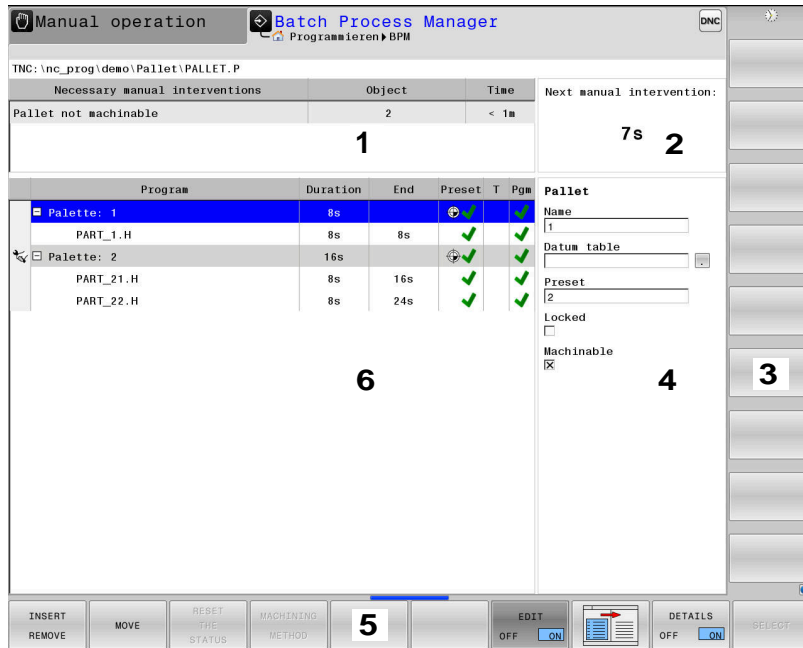 Manual operation
Batch Process Manager
Programmieren▶BPM
DNC
TNC:\nc_prog\demo\Pallet\PALLET.P
Necessary manual interventions Object Time
Pallet not machinable 2 < 1m
1
Next manual intervention:
7s
2
Program Duration End Preset T Pgm
Palette: 1 8s
PART_1.H 8s 8s
Palette: 2 16s
PART_21.H 8s 16s
PART_22.H 8s 24s
6
Pallet
Name
1
Datum table
Preset
2
Locked
Machinable
4
3
INSERT
REMOVE
MOVE
RESET
THE
STATUS
MACHINING
METHOD
5
EDIT
OFF ON
DETAILS
OFF ON
SELECT